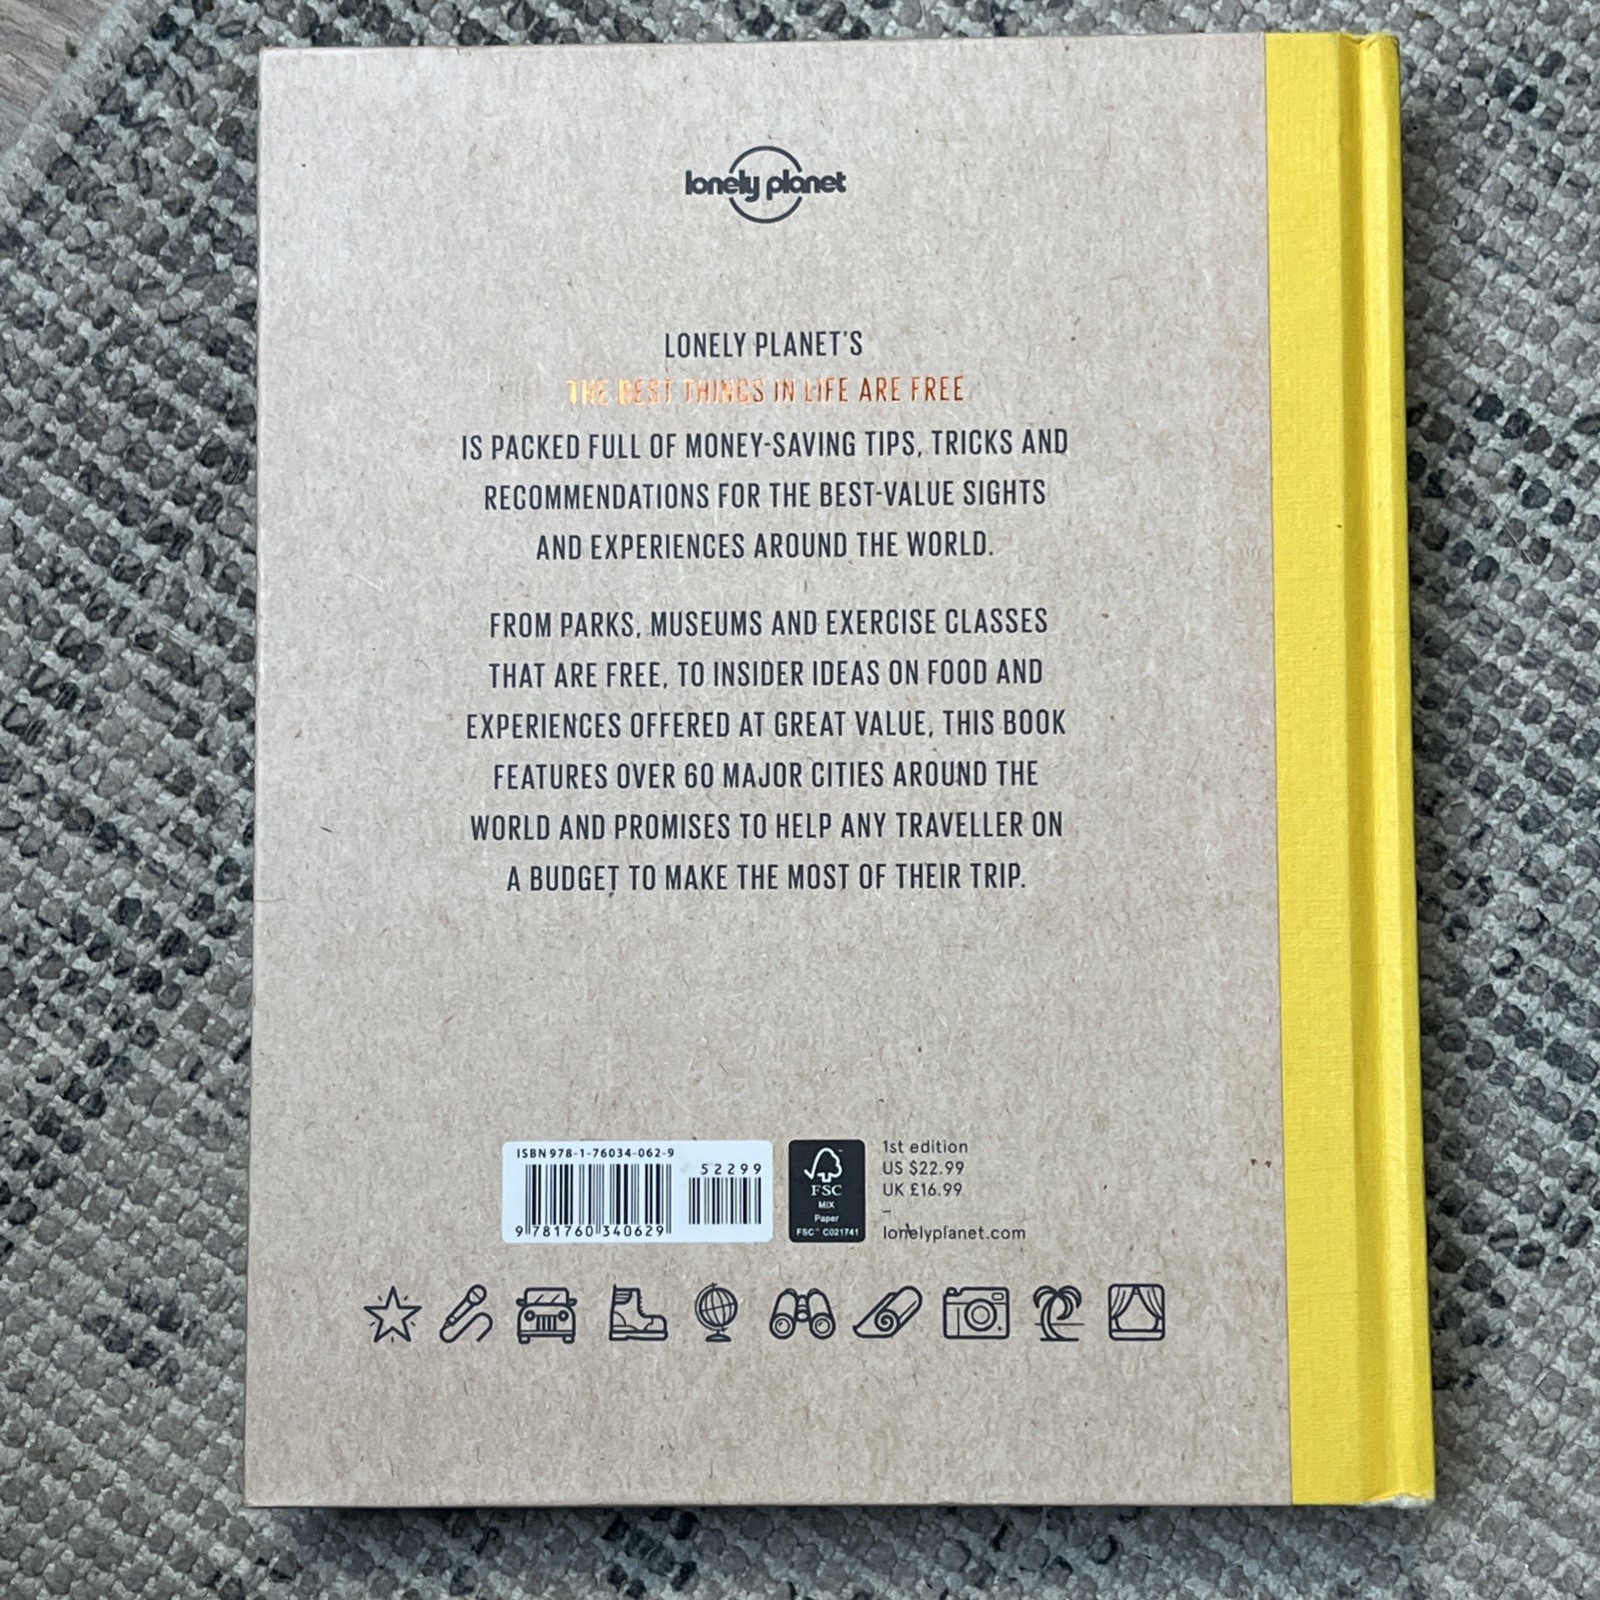 lonely planet
LONELY PLANET'S
THE BEST THINGS IN LIFE ARE FREE
IS PACKED FULL OF MONEY-SAVING TIPS, TRICKS AND
RECOMMENDATIONS FOR THE BEST-VALUE SIGHTS
AND EXPERIENCES AROUND THE WORLD.
FROM PARKS, MUSEUMS AND EXERCISE CLASSES
THAT ARE FREE, TO INSIDER IDEAS ON FOOD AND
EXPERIENCES OFFERED AT GREAT VALUE, THIS BOOK
FEATURES OVER 60 MAJOR CITIES AROUND THE
WORLD AND PROMISES TO HELP ANY TRAVELLER ON
A BUDGET TO MAKE THE MOST OF THEIR TRIP.
ISBN 978-1-76034-062-9
52299
9 781760 340629
FSC
MIX
Paper
FSC™ C021741
1st edition
US $22.99
UK £16.99
–
lonelyplanet.com